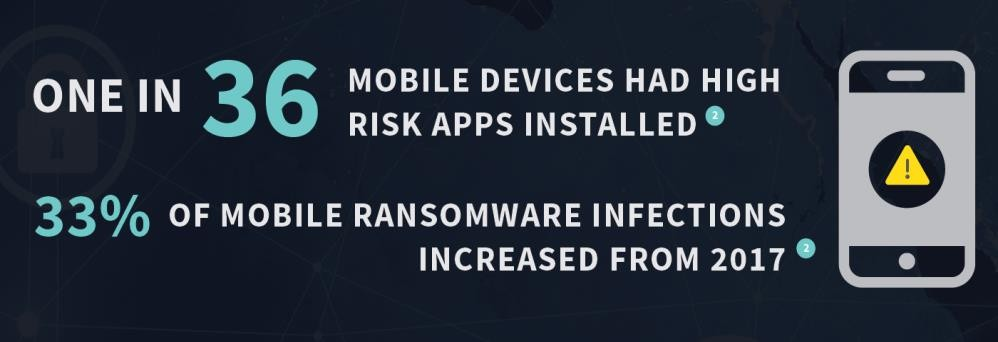 ONE IN 36 MOBILE DEVICES HAD HIGH
RISK APPS INSTALLED 2
33% OF MOBILE RANSOMWARE INFECTIONS
INCREASED FROM 2017 2
!